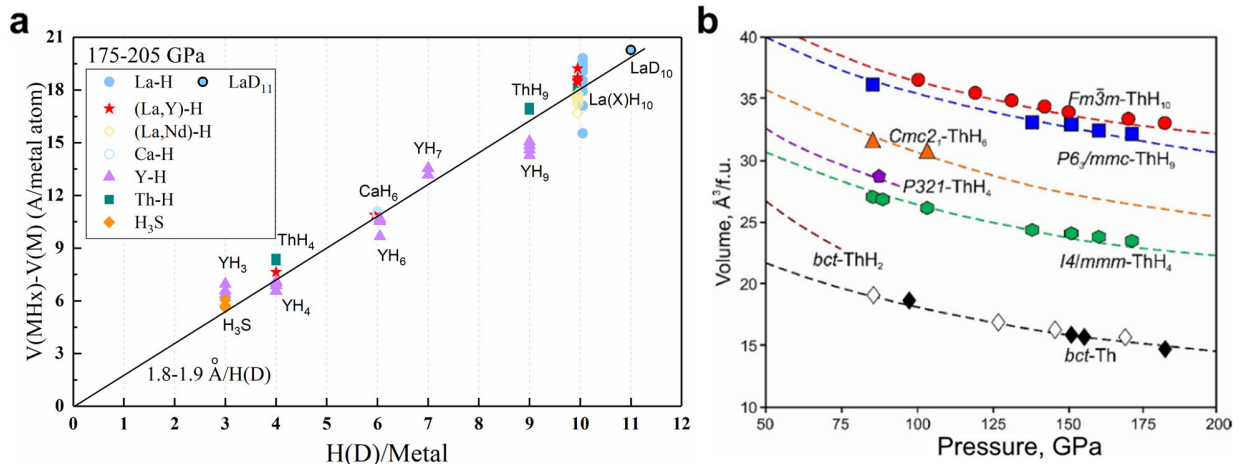 a
21
18
15
12
9
6
3
0
V(MHx)-V(M) (A/metal atom)
175-205 GPa
La-H
LaD₁₁
(La,Y)-H
(La,Nd)-H
Ca-H
Y-H
Th-H
H₃S
YH₃
H₃S
ThH₄
YH₄
CaH₆
YH₆
YH₇
ThH₉
YH₉
La(X)H₁₀
LaD₁₀
1.8-1.9 Å/H(D)
0 1 2 3 4 5 6 7 8 9 10 11 12
H(D)/Metal
b
40
35
30
25
20
15
10
Volume, Å³/f.u.
Fm3̄m-ThH₁₀
P6₃/mmc-ThH₉
Cmc2₁-ThH₆
P321-ThH₄
I4/mmm-ThH₄
bct-ThH₂
bct-Th
50 75 100 125 150 175 200
Pressure, GPa